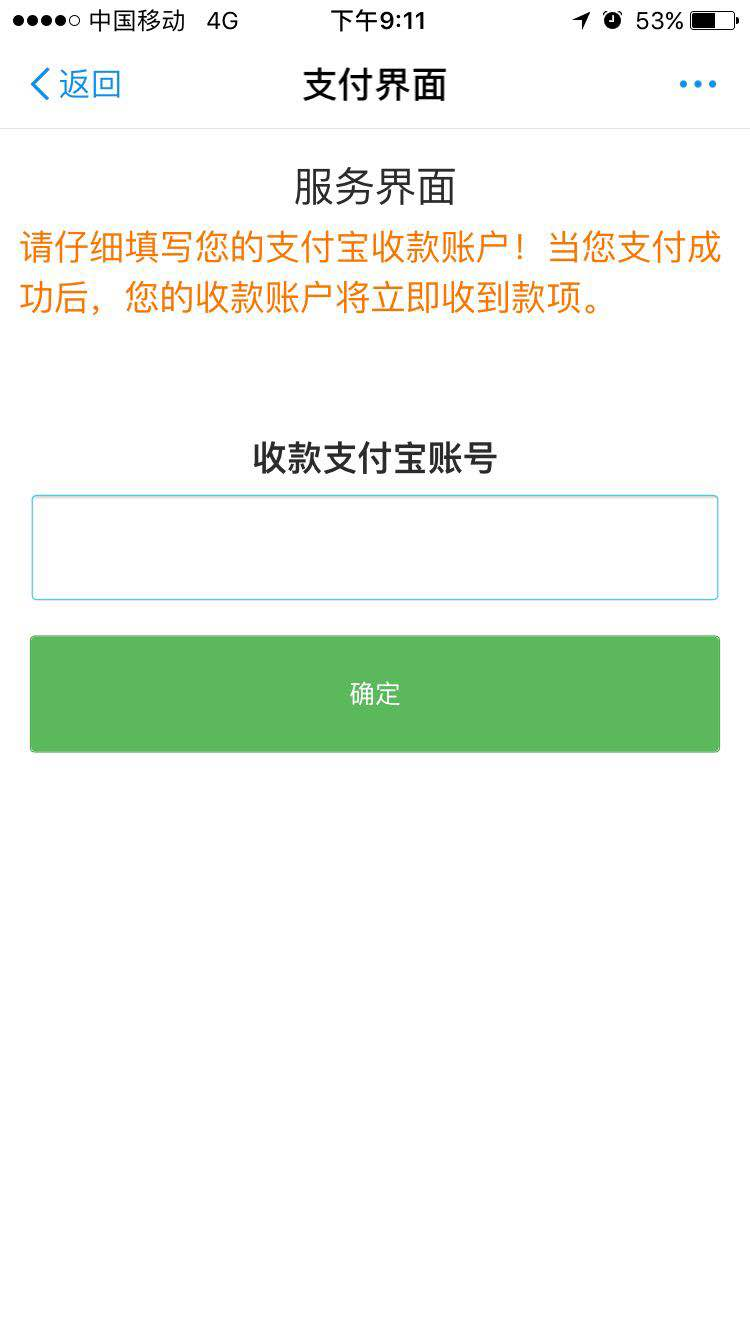 中国移动 4G 下午9:11 53%
返回 支付界面
服务界面
请仔细填写您的支付宝收款账户！当您支付成
功后，您的收款账户将立即收到款项。
收款支付宝账号
确定